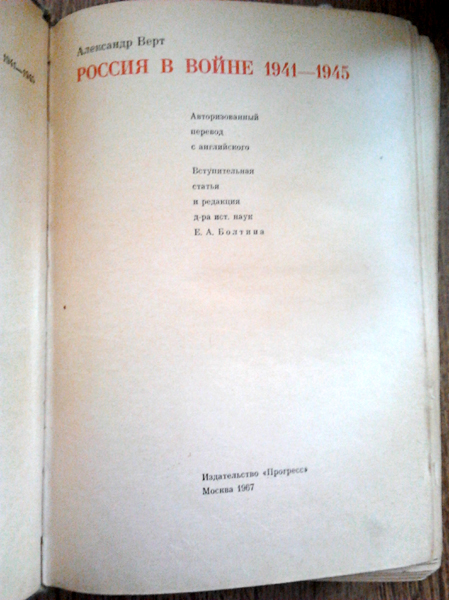 1941—1945
Александр Верт
РОССИЯ В ВОЙНЕ 1941—1945
Авторизованный
перевод
с английского
Вступительная
статья
и редакция
д-ра ист. наук
Е. А. Болтина
Издательство «Прогресс»
Москва 1967